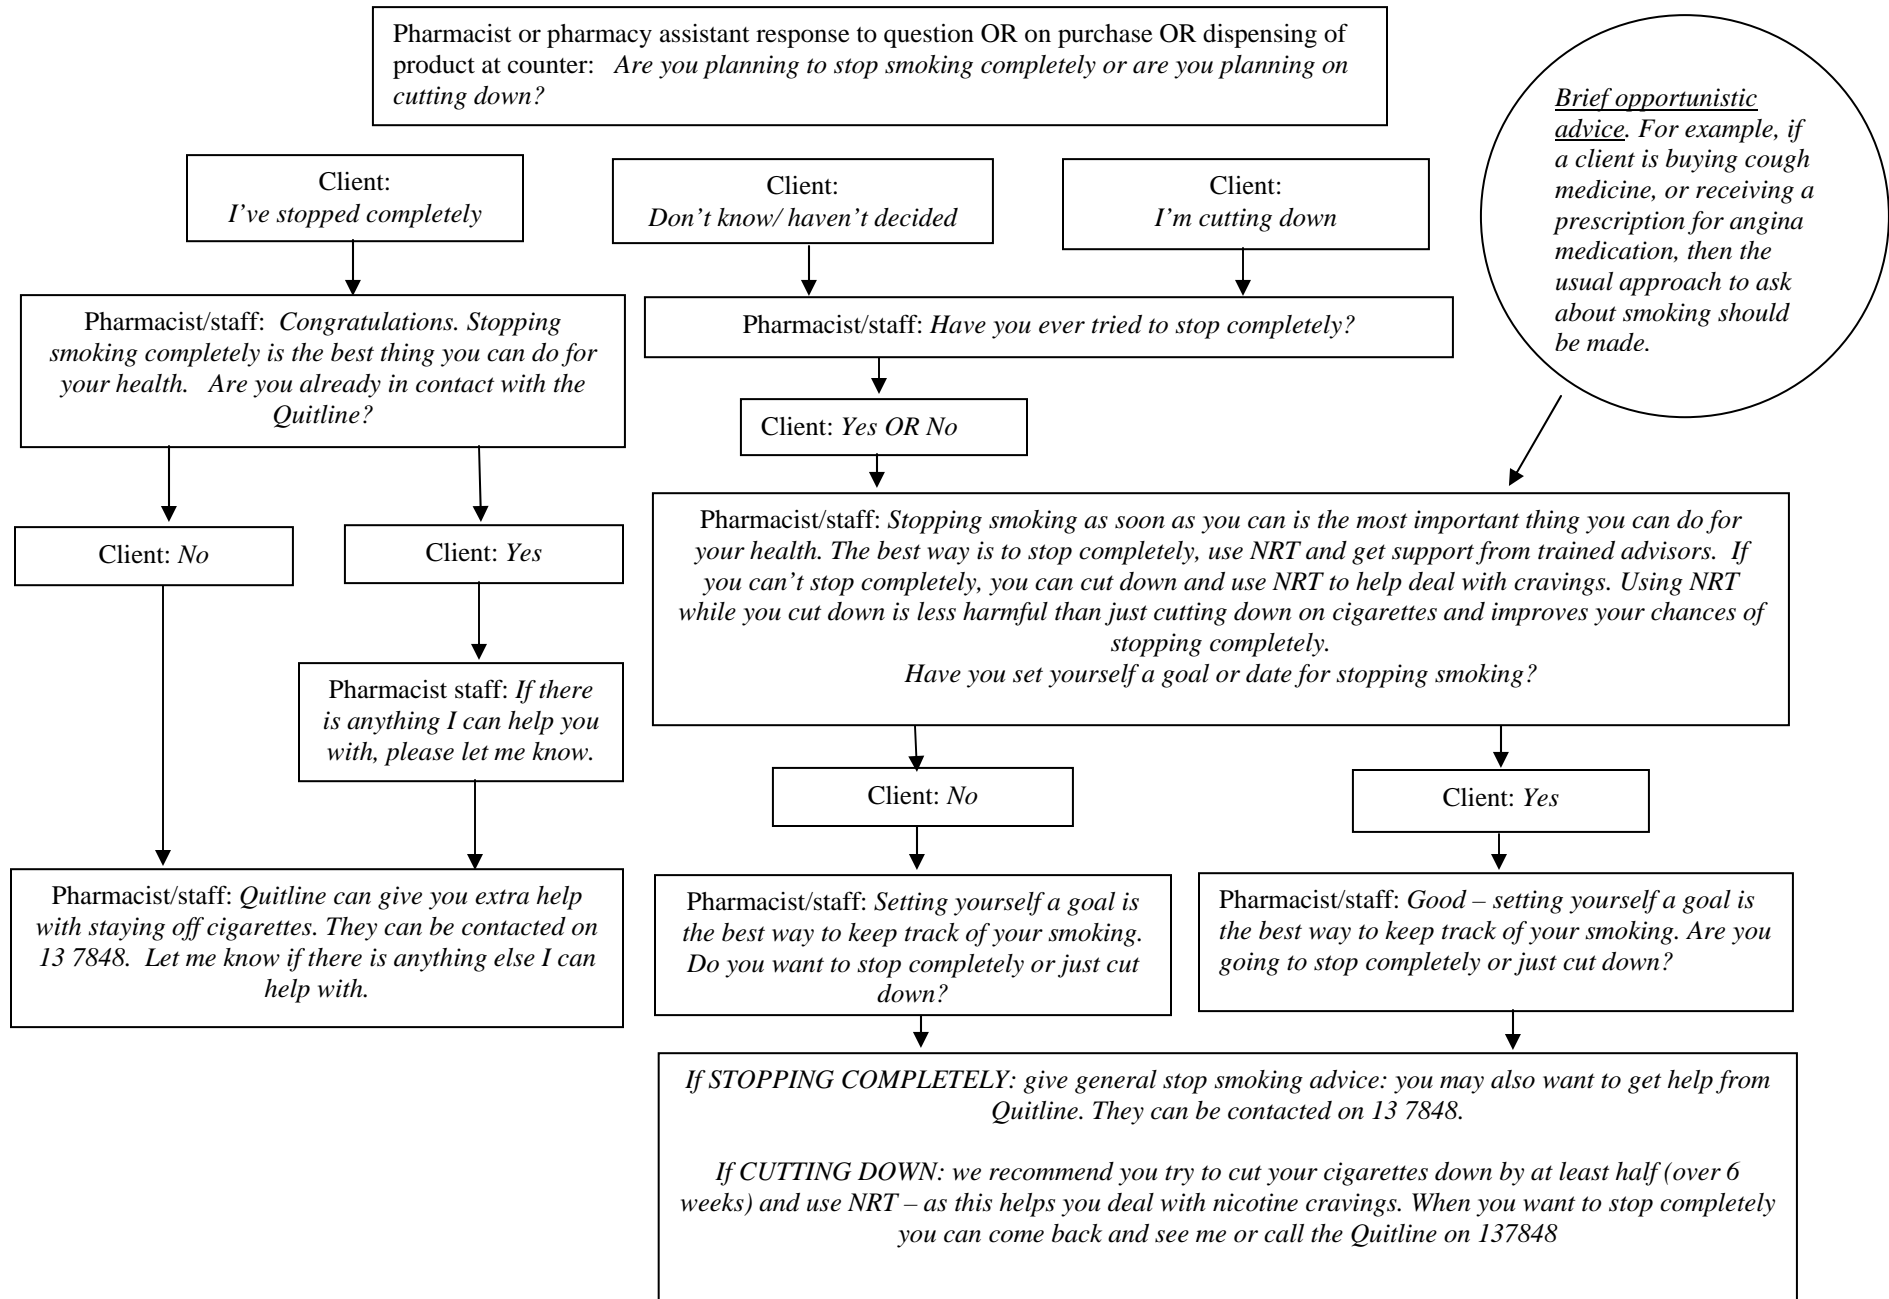 Pharmacist or pharmacy assistant response to question OR on purchase OR dispensing of
product at counter: Are you planning to stop smoking completely or are you planning on
cutting down?
Brief opportunistic
advice. For example, if
a client is buying cough
medicine, or receiving a
prescription for angina
medication, then the
usual approach to ask
about smoking should
be made.
Client:
I've stopped completely
Client:
Don't know/ haven't decided
Client:
I'm cutting down
Pharmacist/staff: Congratulations. Stopping
smoking completely is the best thing you can do for
your health. Are you already in contact with the
Quitline?
Pharmacist/staff: Have you ever tried to stop completely?
Client: Yes OR No
Client: No
Client: Yes
Pharmacist/staff: Stopping smoking as soon as you can is the most important thing you can do for
your health. The best way is to stop completely, use NRT and get support from trained advisors. If
you can't stop completely, you can cut down and use NRT to help deal with cravings. Using NRT
while you cut down is less harmful than just cutting down on cigarettes and improves your chances of
stopping completely.
Have you set yourself a goal or date for stopping smoking?
Pharmacist staff: If there
is anything I can help you
with, please let me know.
Client: No
Client: Yes
Pharmacist/staff: Quitline can give you extra help
with staying off cigarettes. They can be contacted on
13 7848. Let me know if there is anything else I can
help with.
Pharmacist/staff: Setting yourself a goal is
the best way to keep track of your smoking.
Do you want to stop completely or just cut
down?
Pharmacist/staff: Good – setting yourself a goal is
the best way to keep track of your smoking. Are you
going to stop completely or just cut down?
If STOPPING COMPLETELY: give general stop smoking advice: you may also want to get help from
Quitline. They can be contacted on 13 7848.
If CUTTING DOWN: we recommend you try to cut your cigarettes down by at least half (over 6
weeks) and use NRT – as this helps you deal with nicotine cravings. When you want to stop completely
you can come back and see me or call the Quitline on 137848